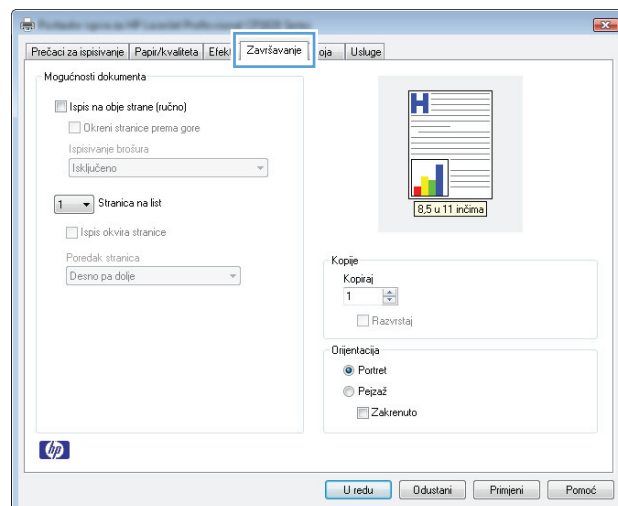 Prečaci za ispisivanje Papir/kvaliteta Efek Završavanje oja Usluge
Mogućnosti dokumenta
Ispis na obje strane (ručno)
Okreni stranice prema gore
Ispisivanje brošura
Isključeno
1 Stranica na list
Ispis okvira stranice
Poredak stranica
Desno pa dolje
H
8,5 u 11 inčima
Kopije
Kopiraj
1
Razvrstaj
Orijentacija
Portret
Pejzaž
Zakrenuto
hp
U redu Odustani Primjeni Pomoć